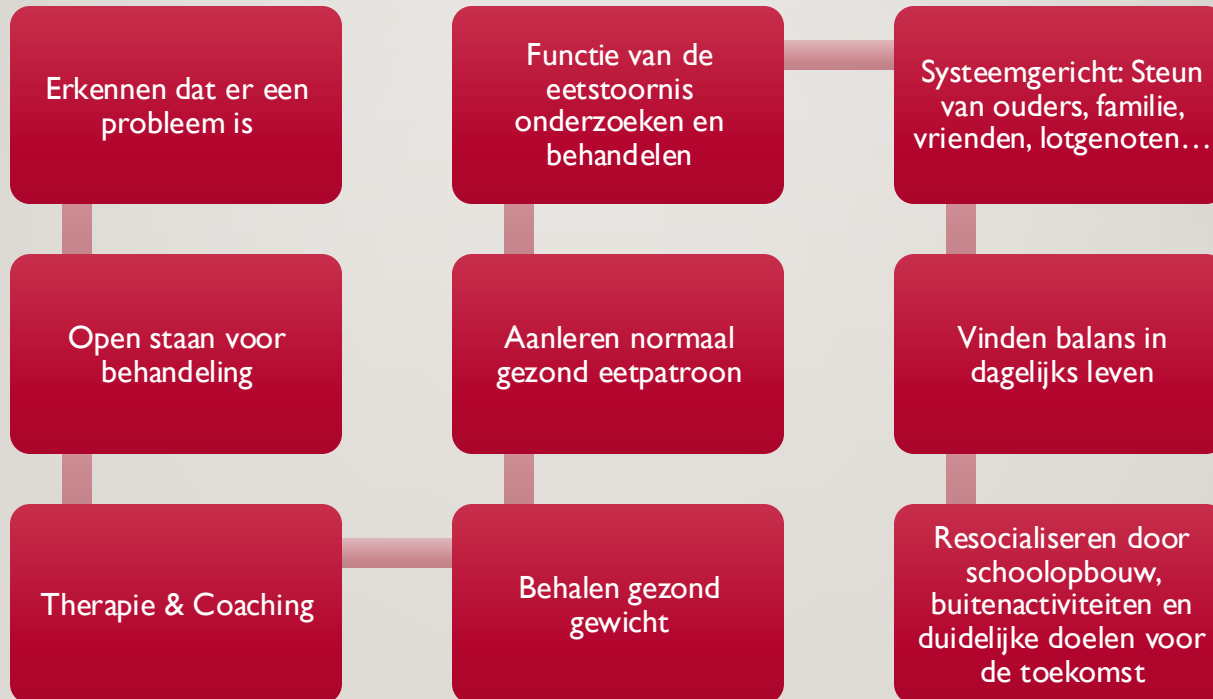 Erkennen dat er een
probleem is
Open staan voor
behandeling
Therapie & Coaching
Behalen gezond
gewicht
Aanleren normaal
gezond eetpatroon
Functie van de
eetstoornis
onderzoeken en
behandelen
Systeemgericht: Steun
van ouders, familie,
vrienden, lotgenoten…
Vinden balans in
dagelijks leven
Resocialiseren door
schoolopbouw,
buitenactiviteiten en
duidelijke doelen voor
de toekomst